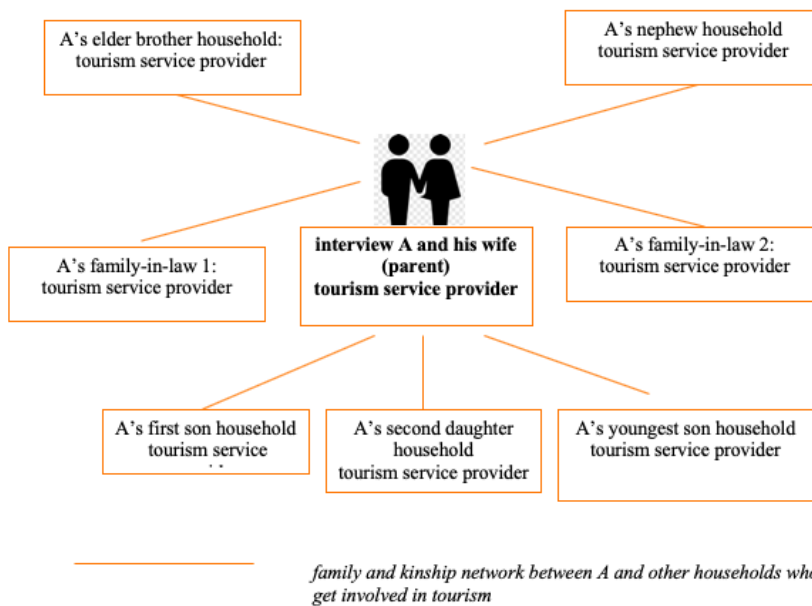 A's elder brother household:
tourism service provider
A's nephew household
tourism service provider
A's family-in-law 1:
tourism service provider
interview A and his wife
(parent)
tourism service provider
A's family-in-law 2:
tourism service provider
A's first son household
tourism service
A's second daughter
household
tourism service provider
A's youngest son household
tourism service provider
family and kinship network between A and other households
get involved in tourism